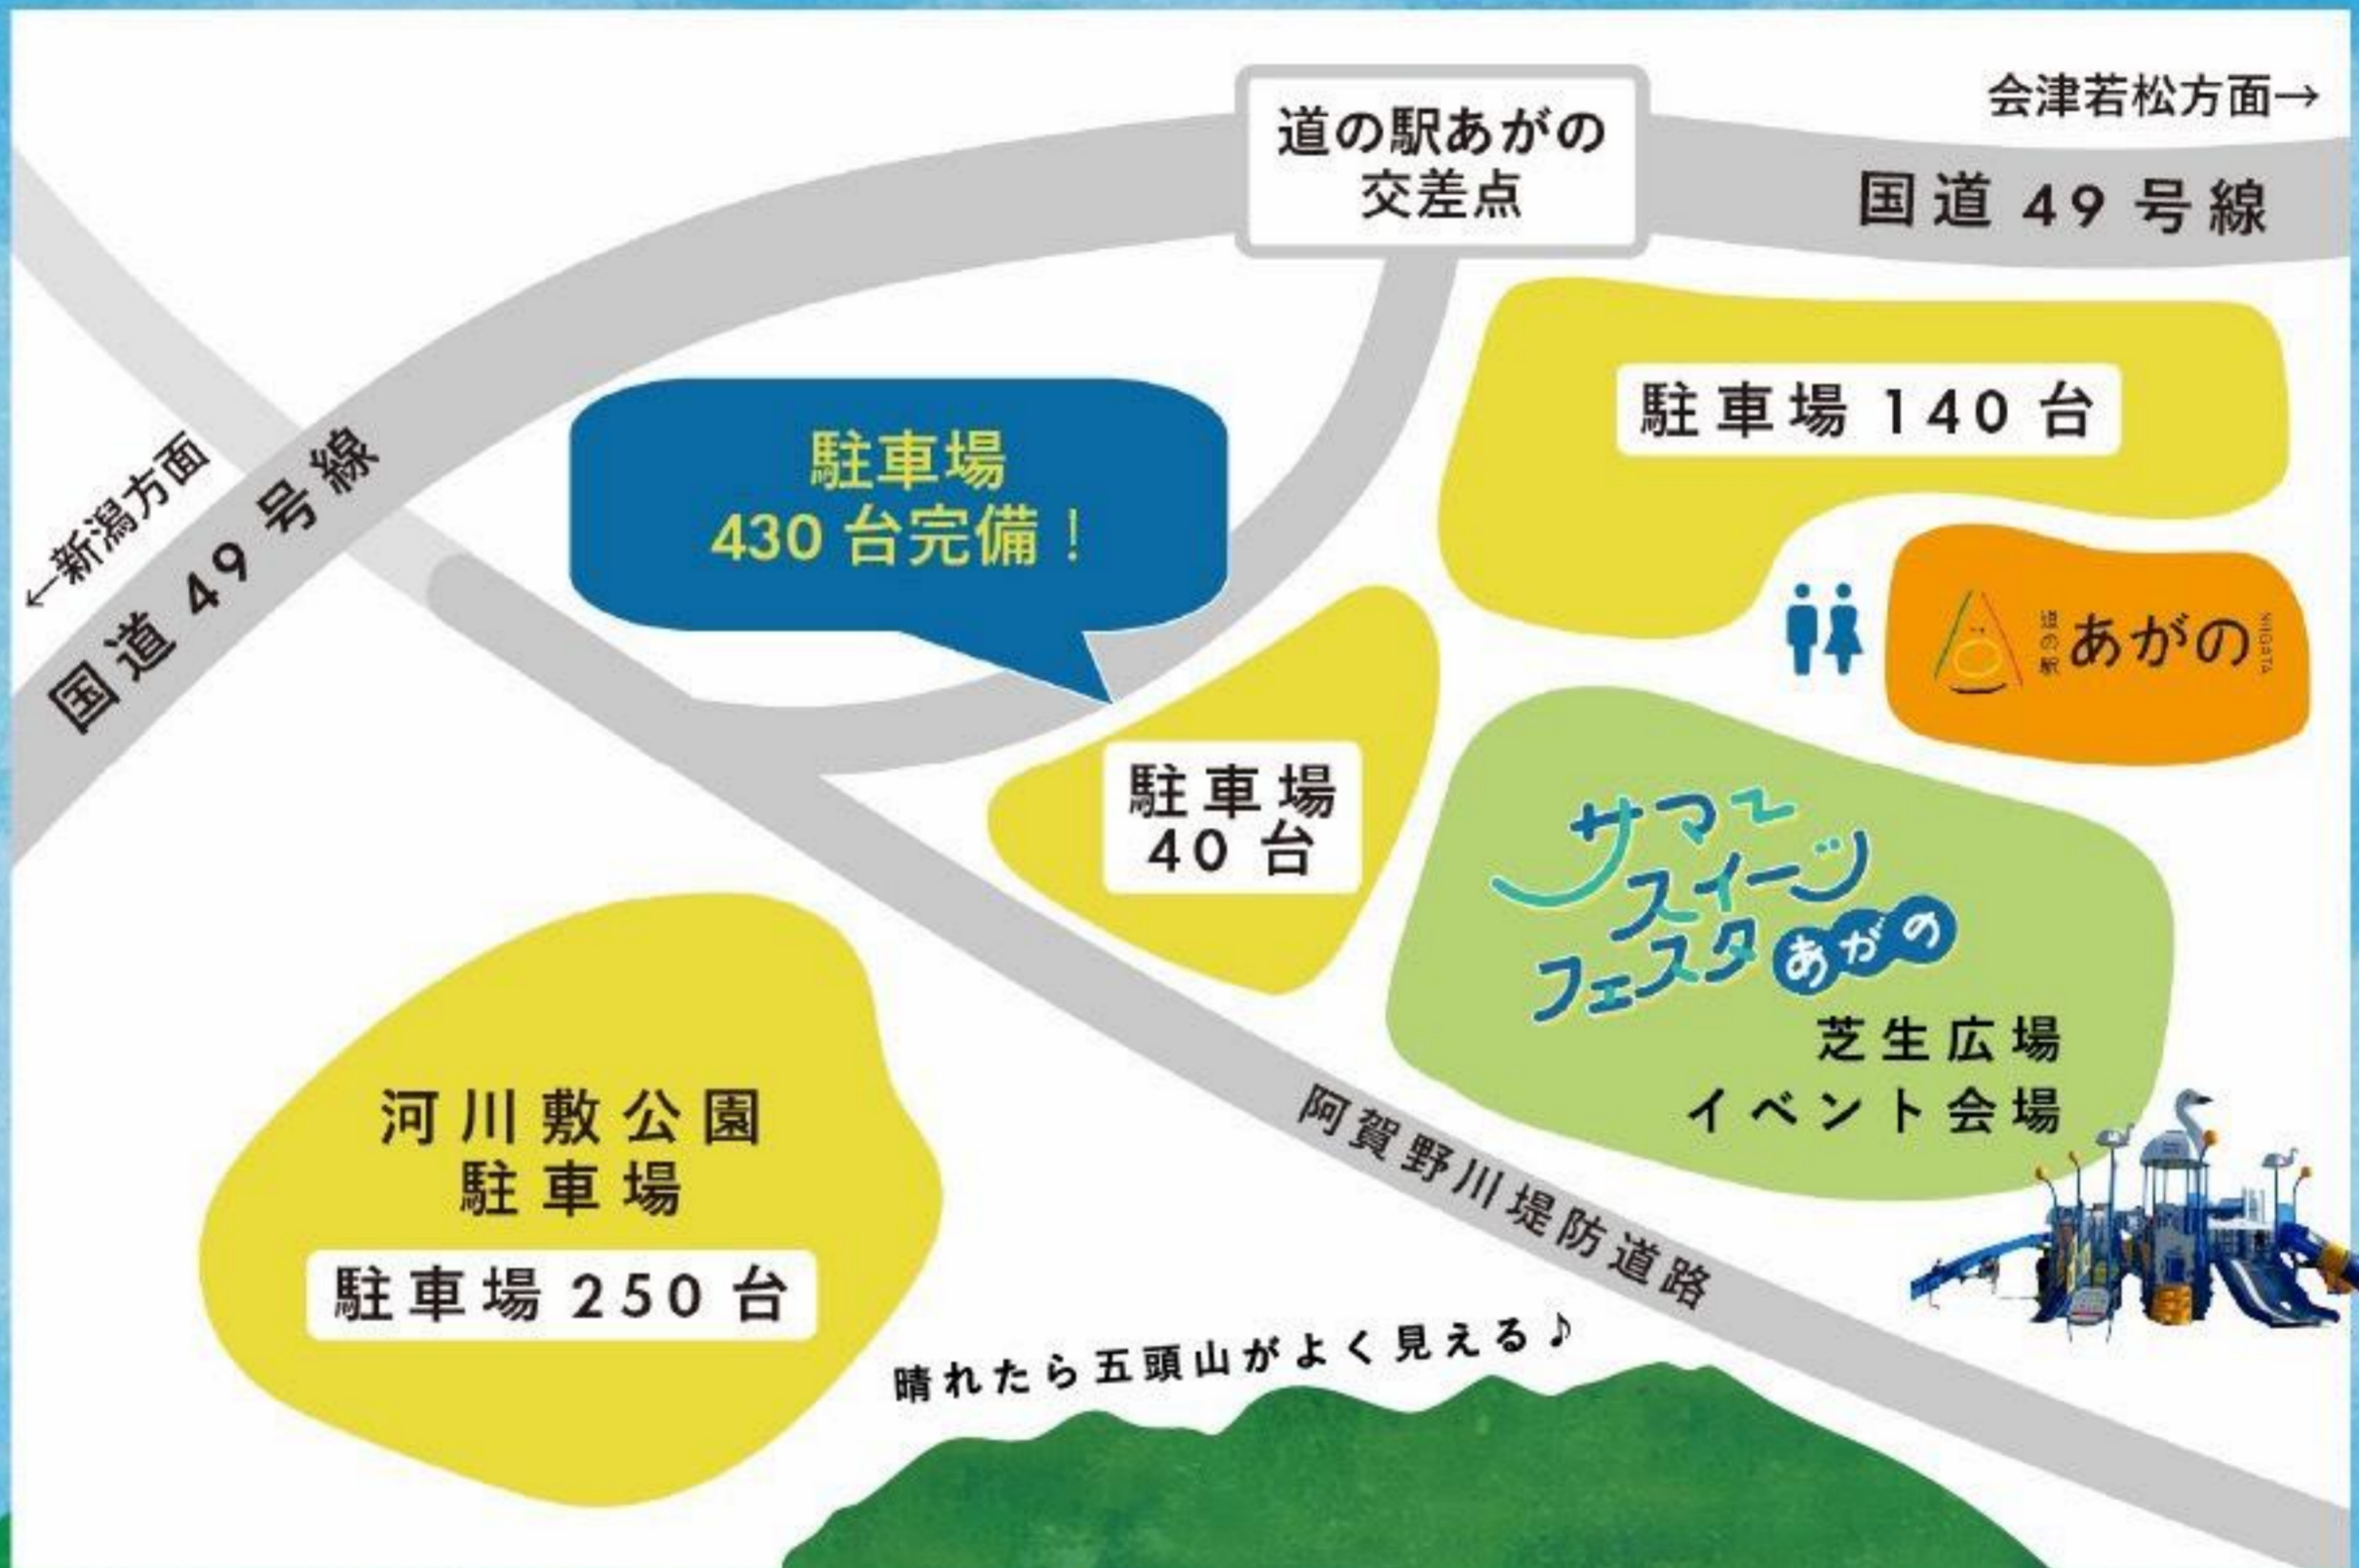 会津若松方面→
道の駅あがの
交差点
国道 49 号線
駐車場 140 台
駐車場
430 台完備！
←新潟方面
国道 49 号線
道の駅
あがの
NIIGATA
駐車場
40 台
サマー
スイーツ
フェスタ あがの
芝生広場
イベント会場
河川敷公園
駐車場
駐車場 250 台
阿賀野川堤防道路
晴れたら五頭山がよく見える♪